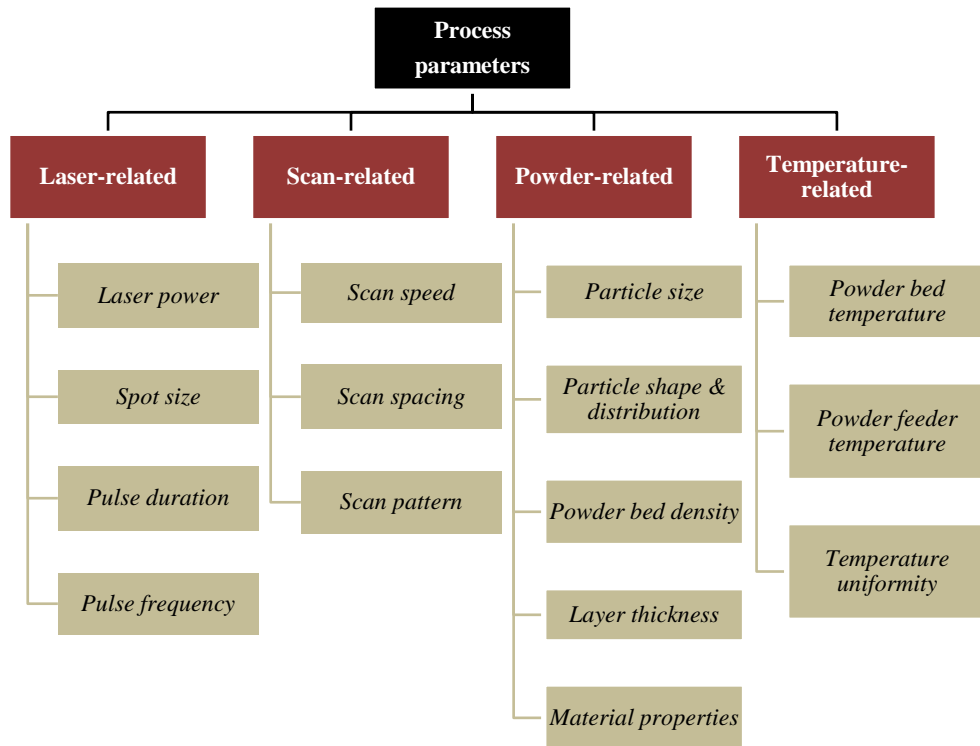 Process
parameters
Laser-related
Laser power
Spot size
Pulse duration
Pulse frequency
Scan-related
Scan speed
Scan spacing
Scan pattern
Powder-related
Particle size
Particle shape &
distribution
Powder bed density
Layer thickness
Material properties
Temperature-
related
Powder bed
temperature
Powder feeder
temperature
Temperature
uniformity